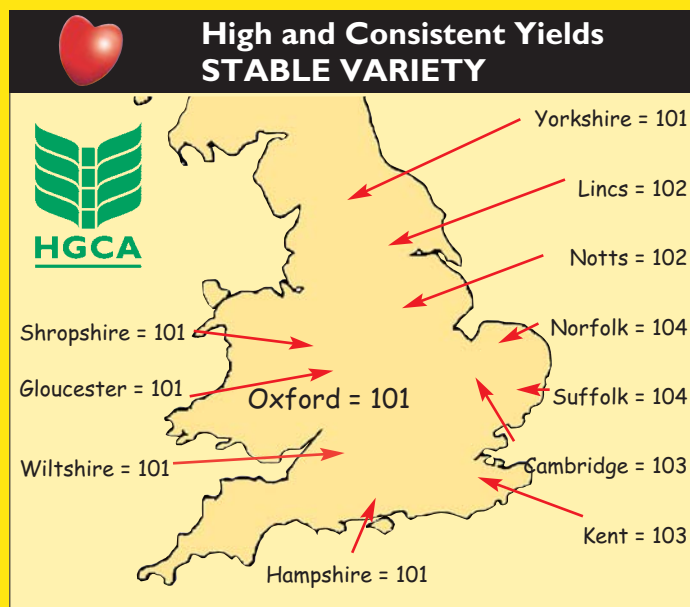 High and Consistent Yields
STABLE VARIETY
HGCA
Yorkshire = 101
Lincs = 102
Notts = 102
Norfolk = 104
Suffolk = 104
Cambridge = 103
Kent = 103
Shropshire = 101
Gloucester = 101
Oxford = 101
Wiltshire = 101
Hampshire = 101